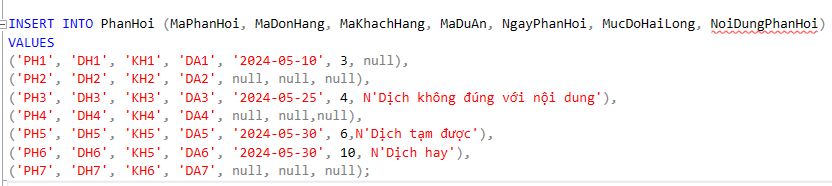 INSERT INTO PhanHoi (MaPhanHoi, MaDonHang, MaKhachHang, MaDuAn, NgayPhanHoi, MucDoHaiLong, NoiDungPhanHoi)
VALUES
('PH1', 'DH1', 'KH1', 'DA1', '2024-05-10', 3, null),
('PH2', 'DH2', 'KH2', 'DA2', null, null, null),
('PH3', 'DH3', 'KH3', 'DA3', '2024-05-25', 4, N'Dịch không đúng với nội dung'),
('PH4', 'DH4', 'KH4', 'DA4', null, null,null),
('PH5', 'DH5', 'KH5', 'DA5', '2024-05-30', 6,N'Dịch tạm được'),
('PH6', 'DH6', 'KH5', 'DA6', '2024-05-30', 10, N'Dịch hay'),
('PH7', 'DH7', 'KH6', 'DA7', null, null, null);